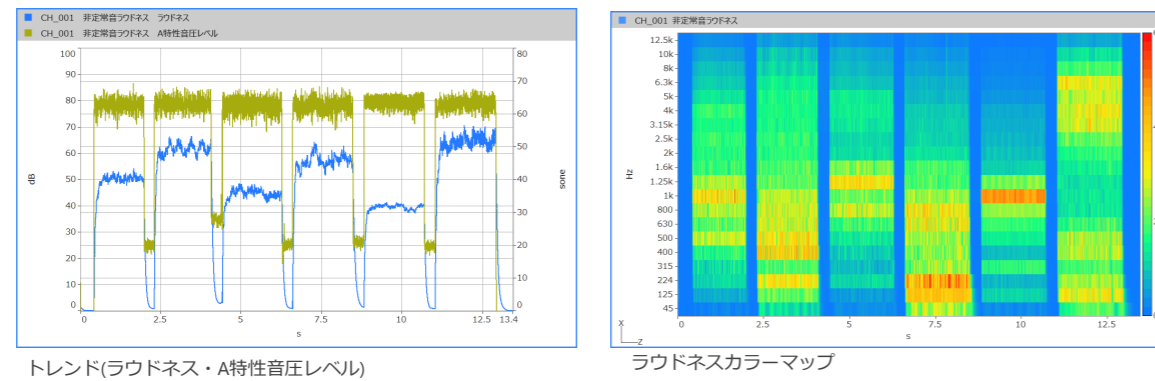 CH_001 非定常音ラウドネス ラウドネス
CH_001 非定常音ラウドネス A特性音圧レベル
100
90
80
70
60
50
40
30
20
10
0
dB
80
70
60
50
40
30
20
10
0
sone
0
2.5
5
7.5
10
12.5
13.4
s
トレンド(ラウドネス・A特性音圧レベル)
CH_001 非定常音ラウドネス
12.5k
10k
8k
6.3k
5k
4k
3.15k
2.5k
2k
1.6k
1.25k
1k
800
630
500
400
315
224
125
45
Hz
0
2.5
5
7.5
10
12.5
s
X
Z
ラウドネスカラーマップ